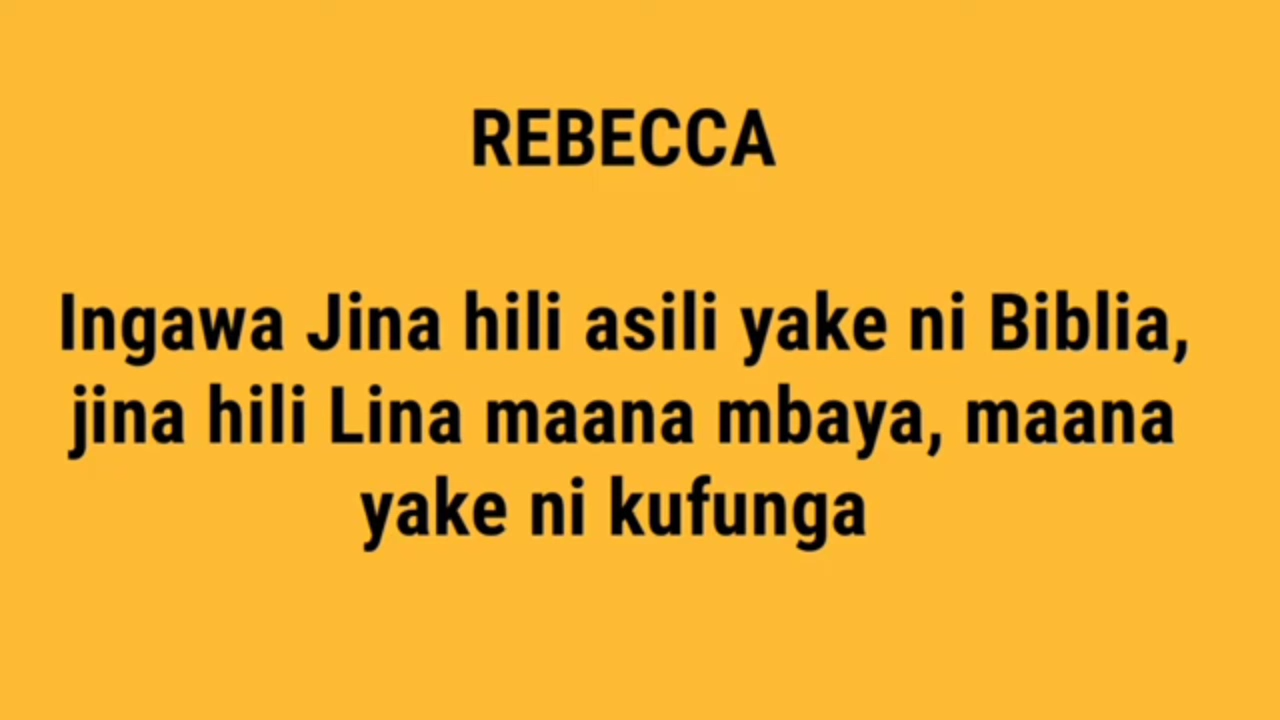 REBECCA
Ingawa Jina hili asili yake ni Biblia,
jina hili Lina maana mbaya, maana
yake ni kufunga